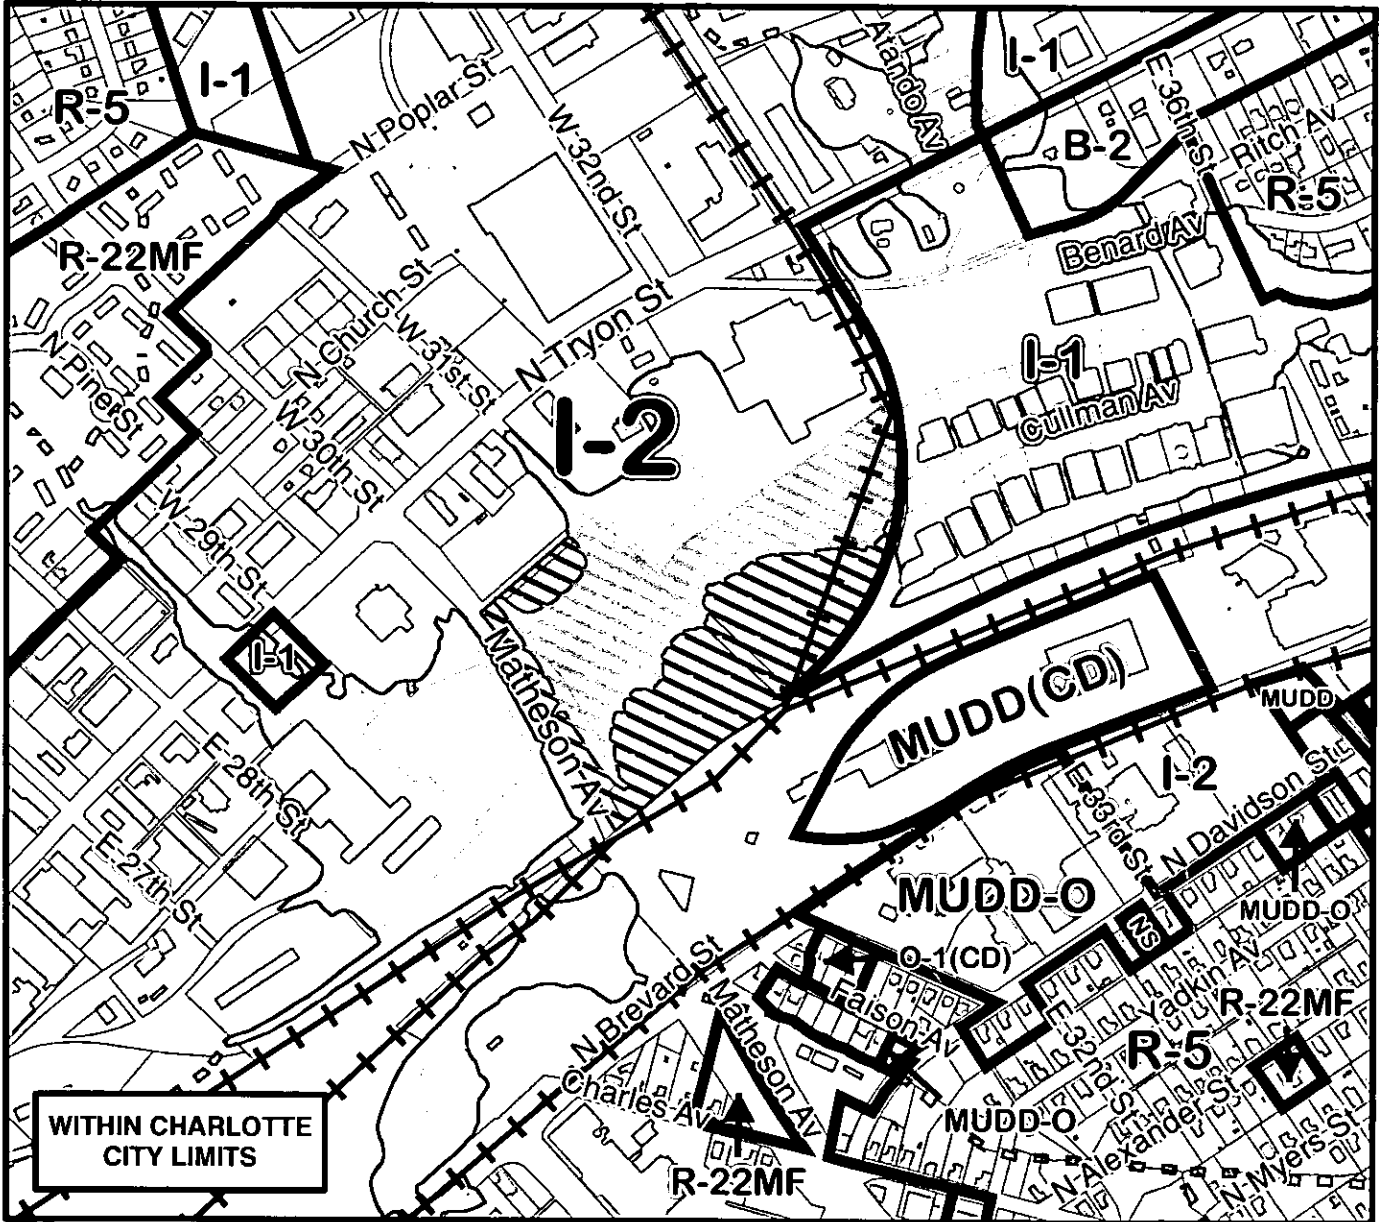 R-5
I-1
N Poplar St
W 32nd St
Atando Av
I-1
E 36th St
B-2
Ritch Av
R-5
R-22MF
Benard Av
N Church St
W 31st St
N Tryon St
N Piner St
W 30th St
I-2
I-1
Cullman Av
W 29th St
I-1
Matheson Av
MUDD(CD)
MUDD
E 28th St
E 27th St
E 33rd St
I-2
N Davidson St
MUDD-O
NS
MUDD-O
O-1(CD)
N Brevard St
Matheson Av
Faison Av
Yadkin Av
R-22MF
E 32nd St
R-5
Charles Av
MUDD-O
N Alexander St
N Myers St
R-22MF
WITHIN CHARLOTTE
CITY LIMITS